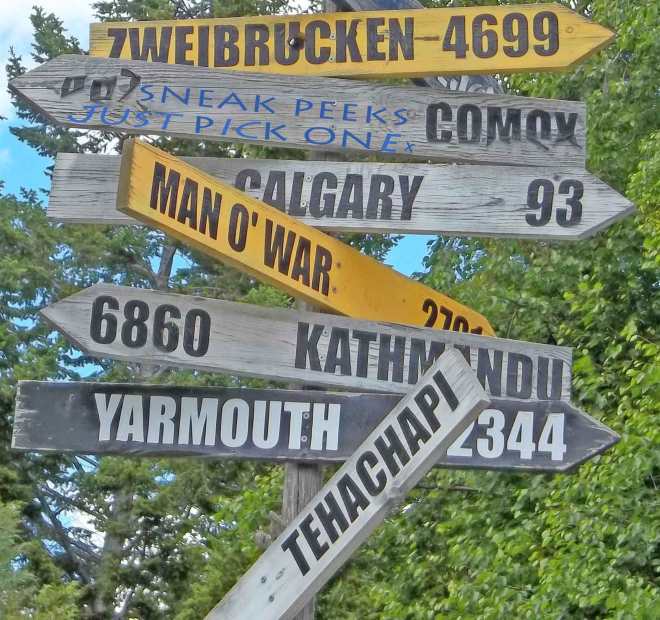 ZWEIBRUCKEN 4699
SNEAK PEEKS
JUST PICK ONE x
COMOX
CALGARY 93
MAN O' WAR
6860 KATHMANDU
YARMOUTH 2344
TEHACHAPI